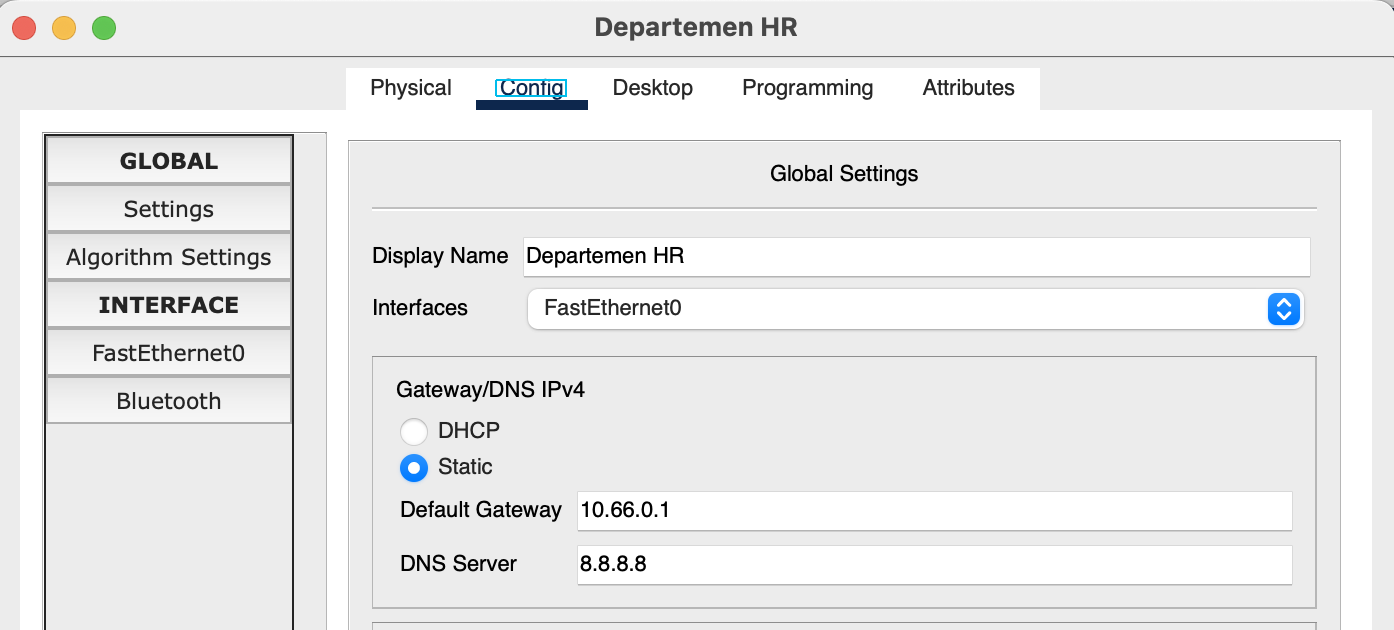 Departemen HR
Physical Config Desktop Programming Attributes
GLOBAL
Settings
Algorithm Settings
INTERFACE
FastEthernet0
Bluetooth
Global Settings
Display Name Departemen HR
Interfaces FastEthernet0
Gateway/DNS IPv4
DHCP
Static
Default Gateway 10.66.0.1
DNS Server 8.8.8.8